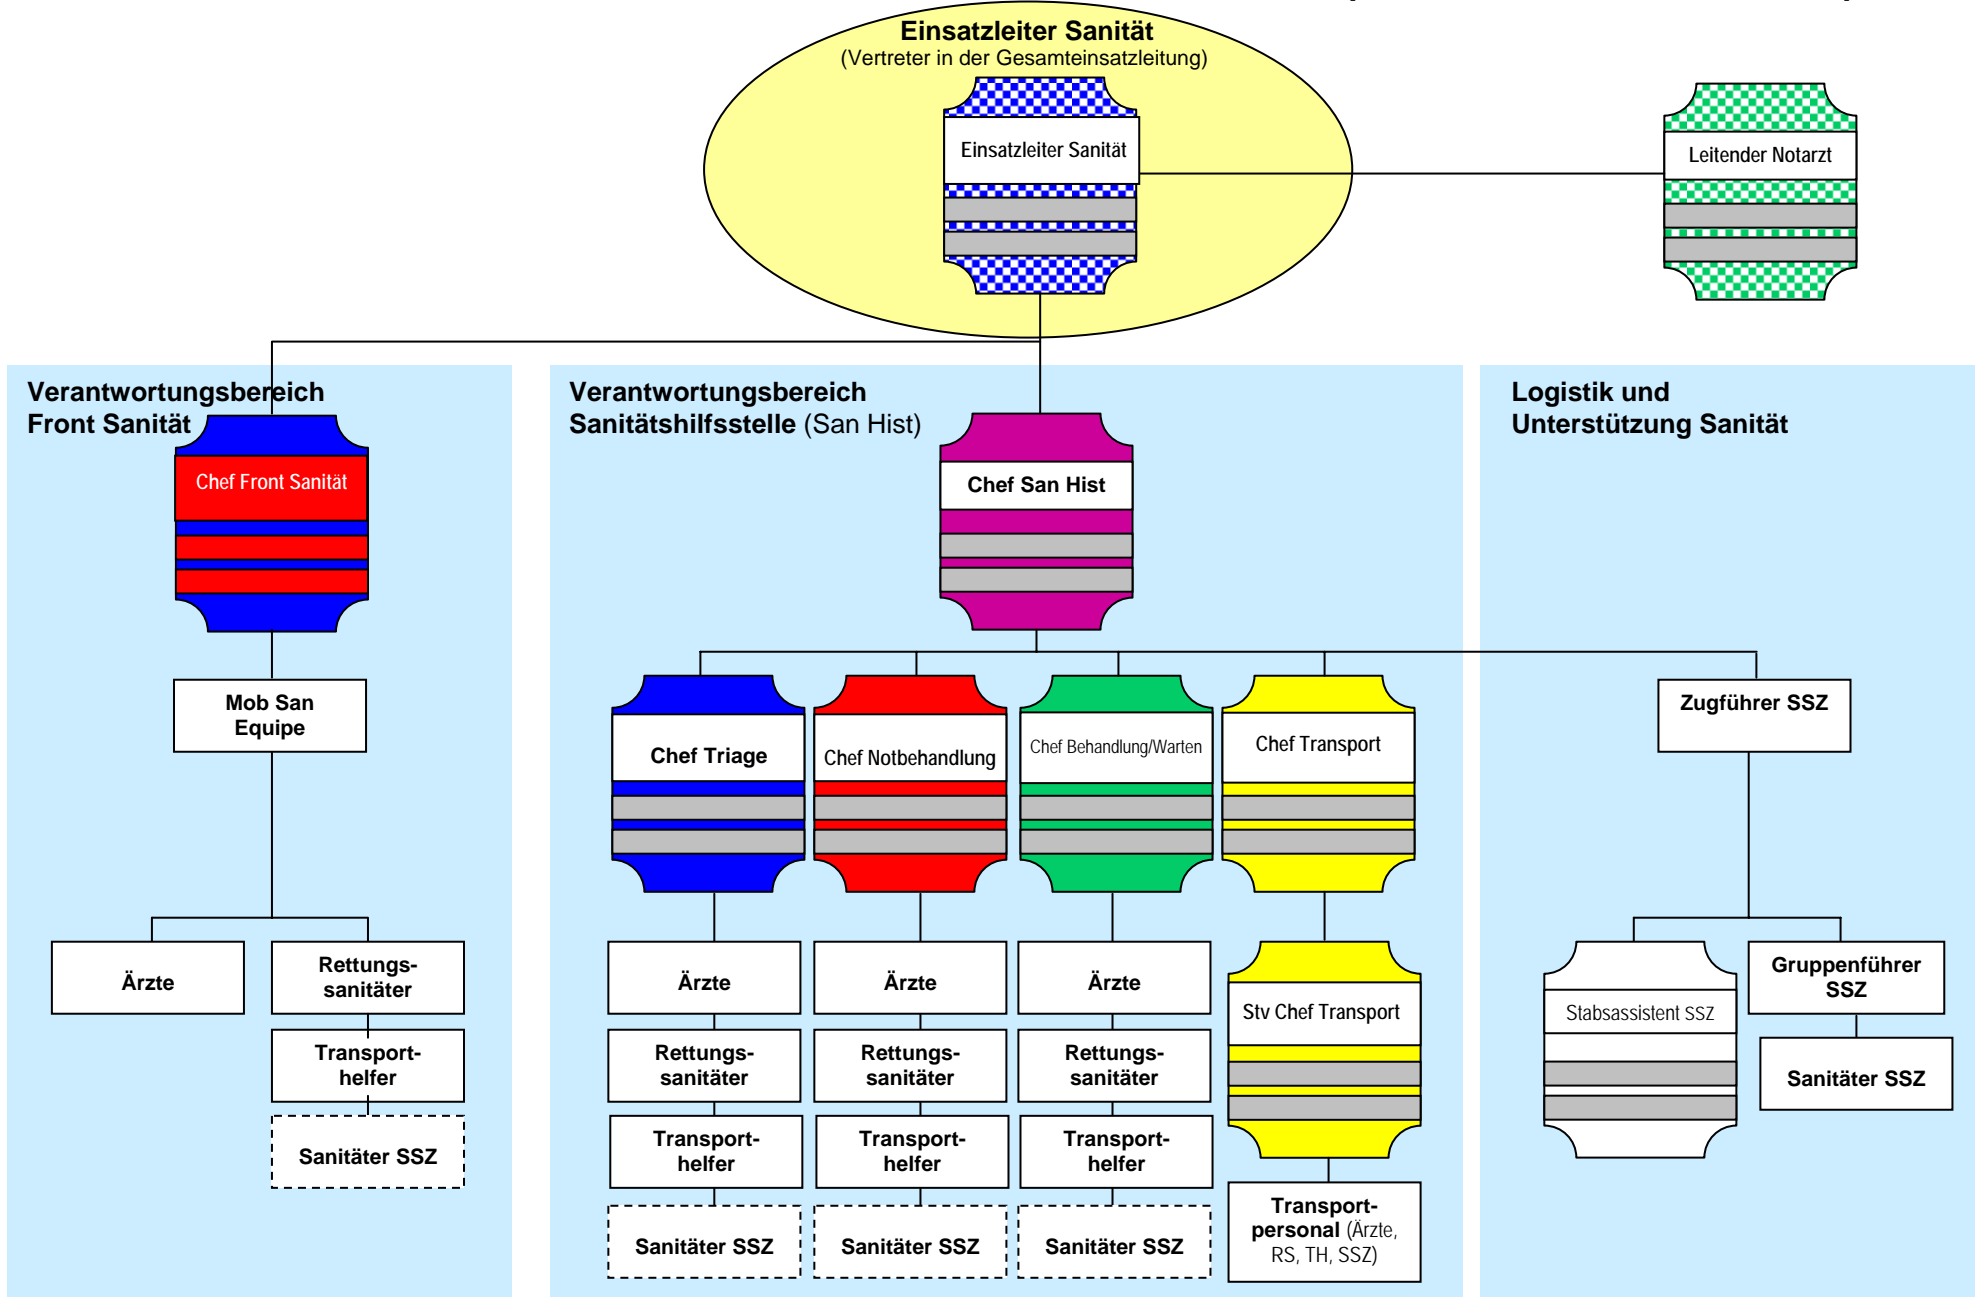 Einsatzleiter Sanität
(Vertreter in der Gesamteinsatzleitung)
Einsatzleiter Sanität
Leitender Notarzt
Verantwortungsbereich
Front Sanität
Verantwortungsbereich
Sanitätshilfsstelle (San Hist)
Logistik und
Unterstützung Sanität
Chef Front Sanität
Chef San Hist
Mob San
Equipe
Chef Triage
Chef Notbehandlung
Chef Behandlung/Warten
Chef Transport
Zugführer SSZ
Ärzte
Rettungs-
sanitäter
Transport-
helfer
Sanitäter SSZ
Ärzte
Rettungs-
sanitäter
Transport-
helfer
Sanitäter SSZ
Ärzte
Rettungs-
sanitäter
Transport-
helfer
Sanitäter SSZ
Ärzte
Rettungs-
sanitäter
Transport-
helfer
Sanitäter SSZ
Stv Chef Transport
Transport-
personal (Ärzte,
RS, TH, SSZ)
Stabsassistent SSZ
Gruppenführer
SSZ
Sanitäter SSZ